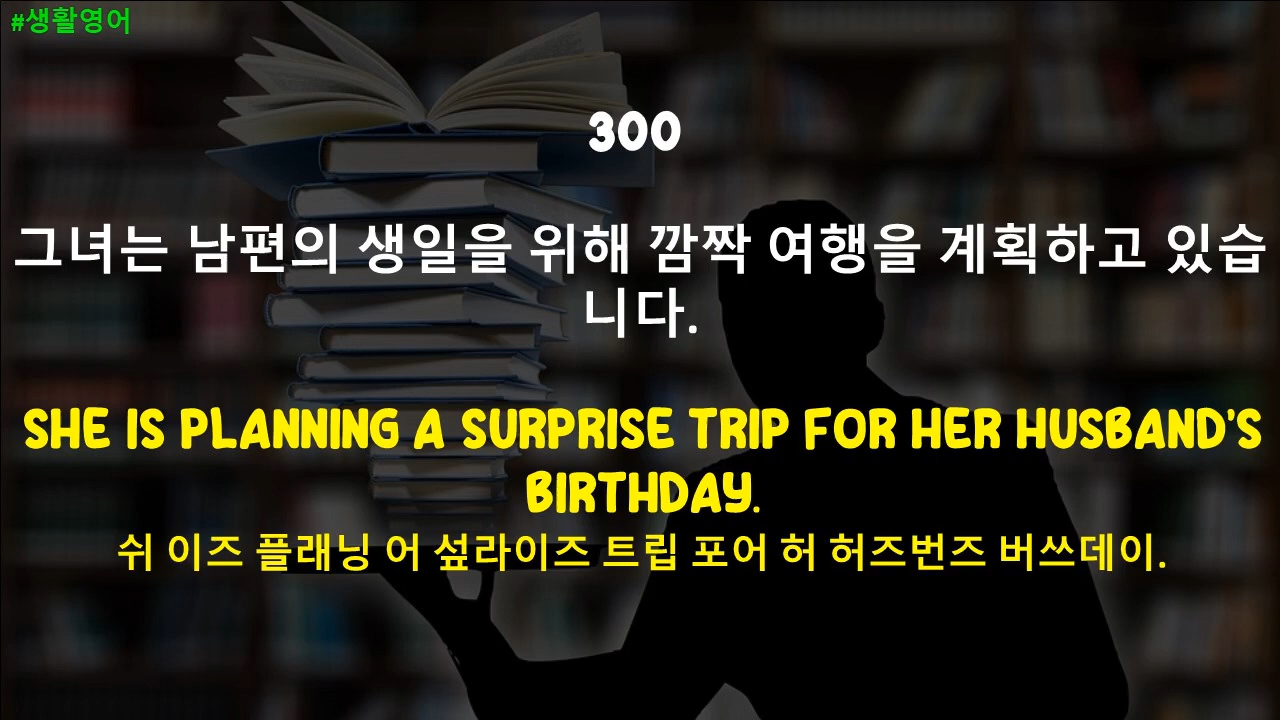 #생활영어
300
그녀는 남편의 생일을 위해 깜짝 여행을 계획하고 있습
니다.
SHE IS PLANNING A SURPRISE TRIP FOR HER HUSBAND'S
BIRTHDAY.
쉬 이즈 플래닝 어 섶라이즈 트립 포어 허 허즈번즈 버쓰데이.